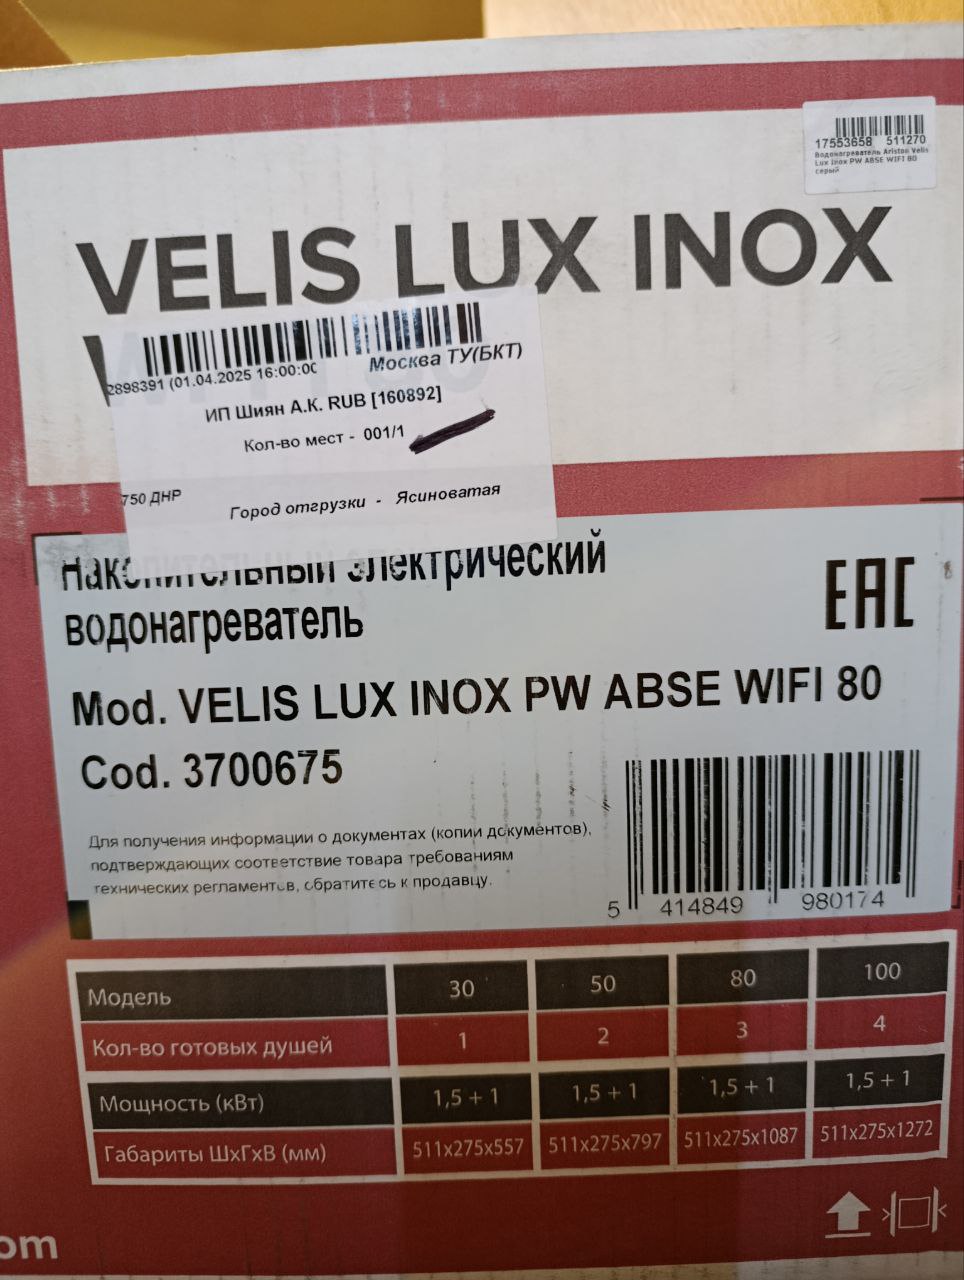 17553658 511270
Водонагреватель Ariston Velis
Lux Inox PW ABSE WIFI 80
серый
VELIS LUX INOX
2898391 (01.04.2025 16:00:00
Москва ТУ(БКТ)
ИП Шиян А.К. RUB [160892]
Кол-во мест - 001/1
750 ДНР
Город отгрузки - Ясиноватая
Накопительный электрический
водонагреватель
EAC
Mod. VELIS LUX INOX PW ABSE WIFI 80
Cod. 3700675
Для получения информации о документах (копии документов),
подтверждающих соответствие товара требованиям
технических регламентов, обратитесь к продавцу.
5 414849 980174
Модель 30 50 80 100
Кол-во готовых душей 1 2 3 4
Мощность (кВт) 1,5 + 1 1,5 + 1 1,5 + 1 1,5 + 1
Габариты ШхГхВ (мм) 511x275x557 511x275x797 511x275x1087 511x275x1272
om